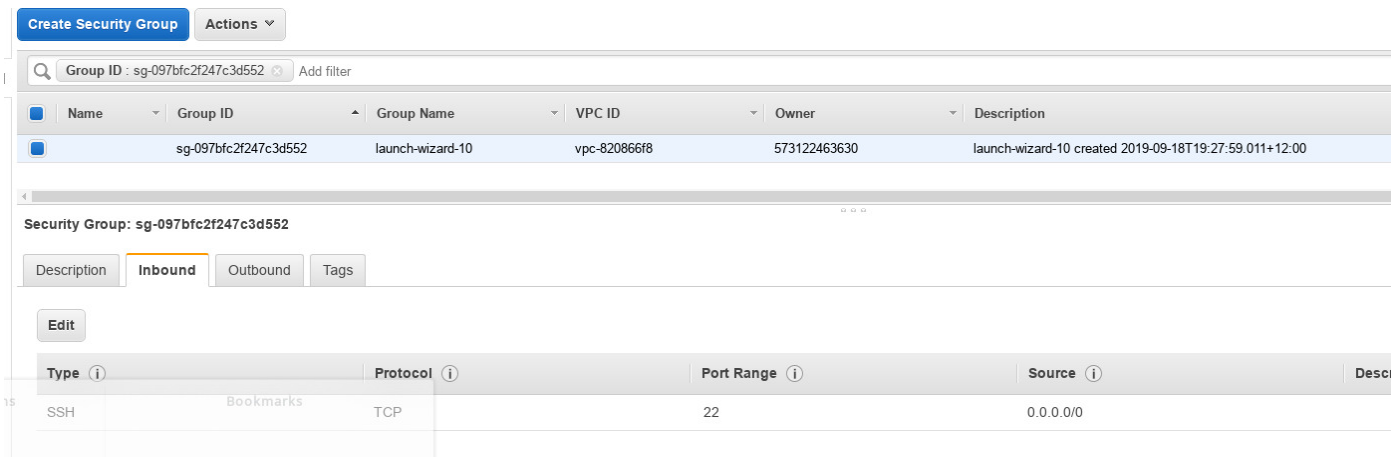 Create Security Group Actions
Group ID : sg-097bfc2f247c3d552 Add filter
Name Group ID Group Name VPC ID Owner Description
sg-097bfc2f247c3d552 launch-wizard-10 vpc-820866f8 573122463630 launch-wizard-10 created 2019-09-18T19:27:59.011+12:00
Security Group: sg-097bfc2f247c3d552
Description Inbound Outbound Tags
Edit
Type Protocol Port Range Source Descr
Bookmarks
SSH TCP 22 0.0.0.0/0